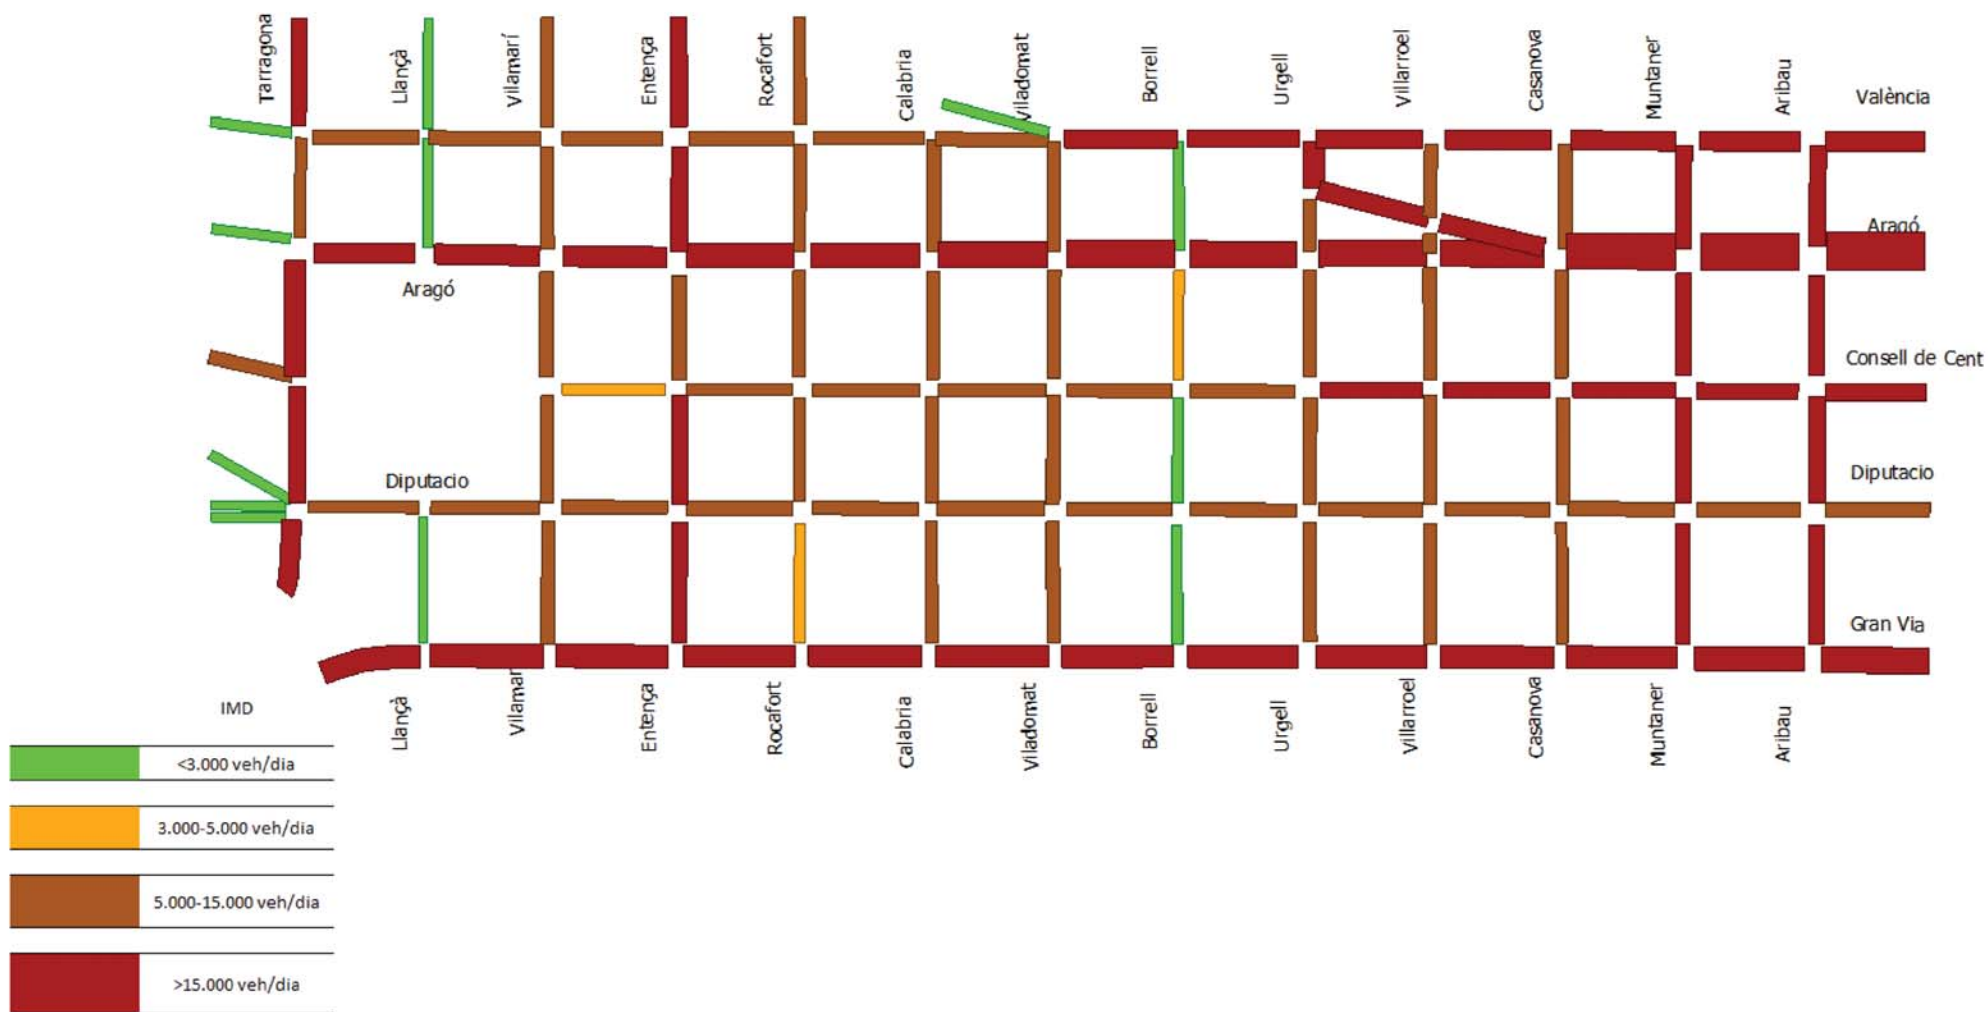 Tarragona
Llançà
Vilamarí
Entença
Rocafort
Calabria
Viladomat
Borrell
Urgell
Villarroel
Casanova
Muntaner
Aribau
València
Aragó
Aragó
Consell de Cent
Diputacio
Diputacio
Gran Via
Llançà
Vilamar
Entença
Rocafort
Calabria
Viladomat
Borrell
Urgell
Villarroel
Casanova
Muntaner
Aribau
IMD
<3.000 veh/dia
3.000-5.000 veh/dia
5.000-15.000 veh/dia
>15.000 veh/dia